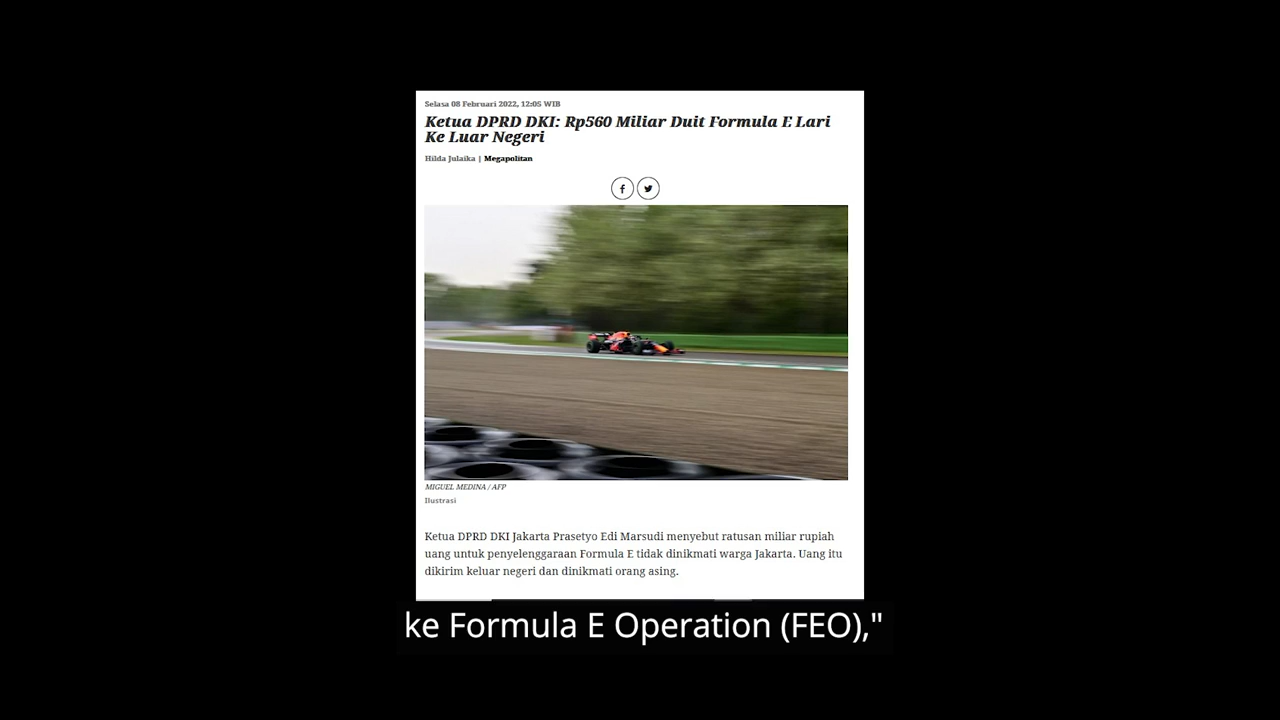 Selasa 08 Februari 2022, 12:05 WIB
Ketua DPRD DKI: Rp560 Miliar Duit Formula E Lari
Ke Luar Negeri
Hilda Julaika | Megapolitan
MIGUEL MEDINA / AFP
Ilustrasi
Ketua DPRD DKI Jakarta Prasetyo Edi Marsudi menyebut ratusan miliar rupiah
uang untuk penyelenggaraan Formula E tidak dinikmati warga Jakarta. Uang itu
dikirim keluar negeri dan dinikmati orang asing.
ke Formula E Operation (FEO),"